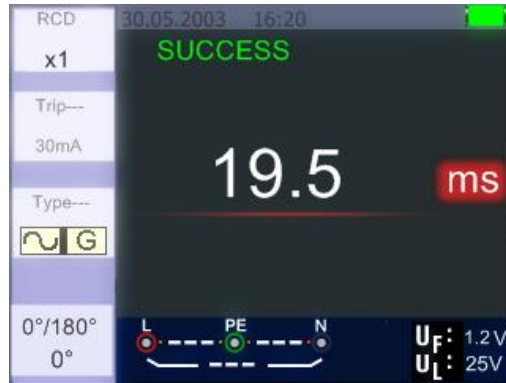 RCD
30.05.2003 16:20
x1
SUCCESS
Trip---
30mA
19.5
ms
Type---
G
0°/180°
0°
L PE N
UF: 1.2V
UL: 25V